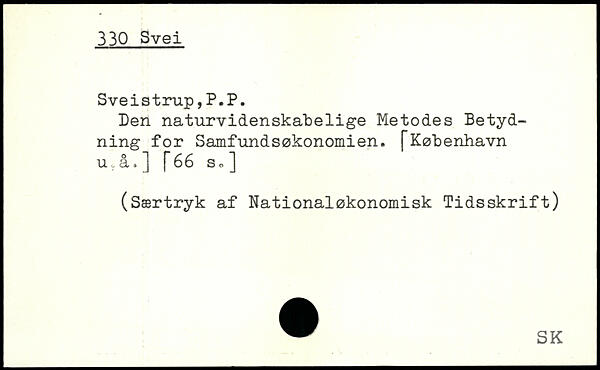 330 Svei
Sveistrup,P.P.
Den naturvidenskabelige Metodes Betyd-
ning for Samfundsøkonomien. [København
u.å.] [66 s.]
(Særtryk af Nationaløkonomisk Tidsskrift)
SK